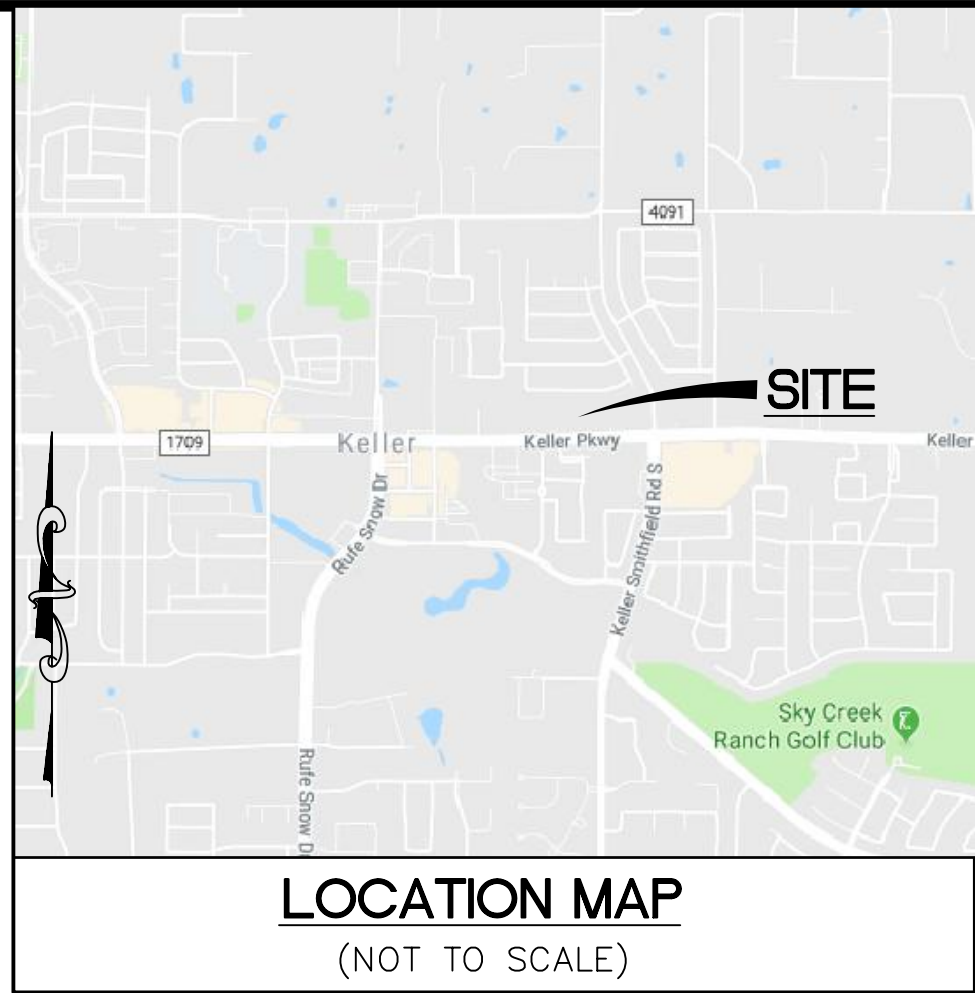 4091
SITE
1709
Keller
Keller Pkwy
Keller
Rufe Snow Dr
Keller Smithfield Rd S
Sky Creek
Ranch Golf Club
Rufe Snow D
LOCATION MAP
(NOT TO SCALE)